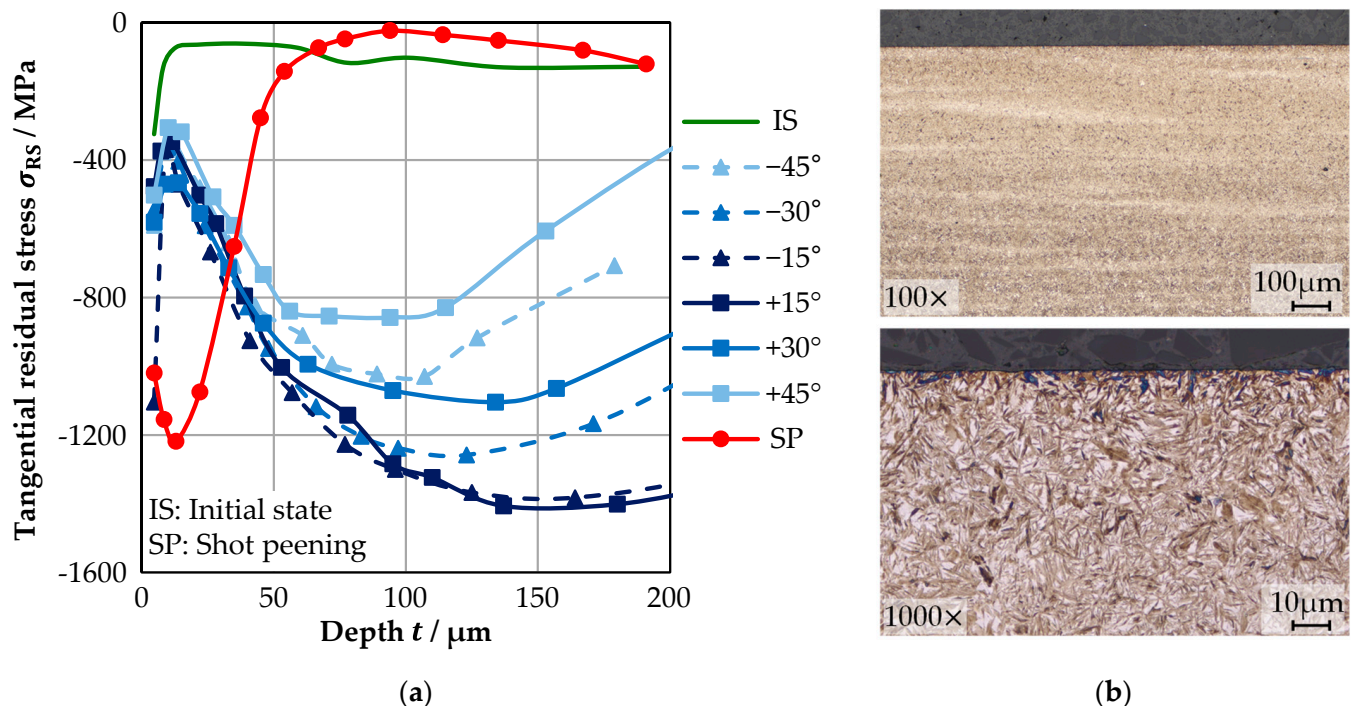 Tangential residual stress σRS / MPa
0
-400
-800
-1200
-1600
IS: Initial state
SP: Shot peening
0
50
100
150
200
Depth t / µm
IS
−45°
−30°
−15°
+15°
+30°
+45°
SP
(a)
100×
100µm
1000×
10µm
(b)